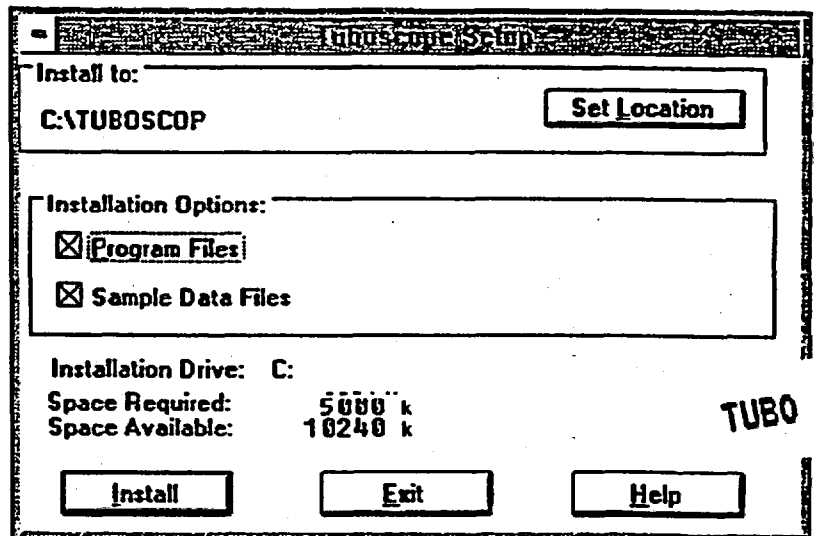 Tuboscope Setup
Install to:
C:\TUBOSCOP
Set Location
Installation Options:
Program Files
Sample Data Files
Installation Drive: C:
Space Required: 5000 k
Space Available: 10240 k
TUBO
Install
Exit
Help